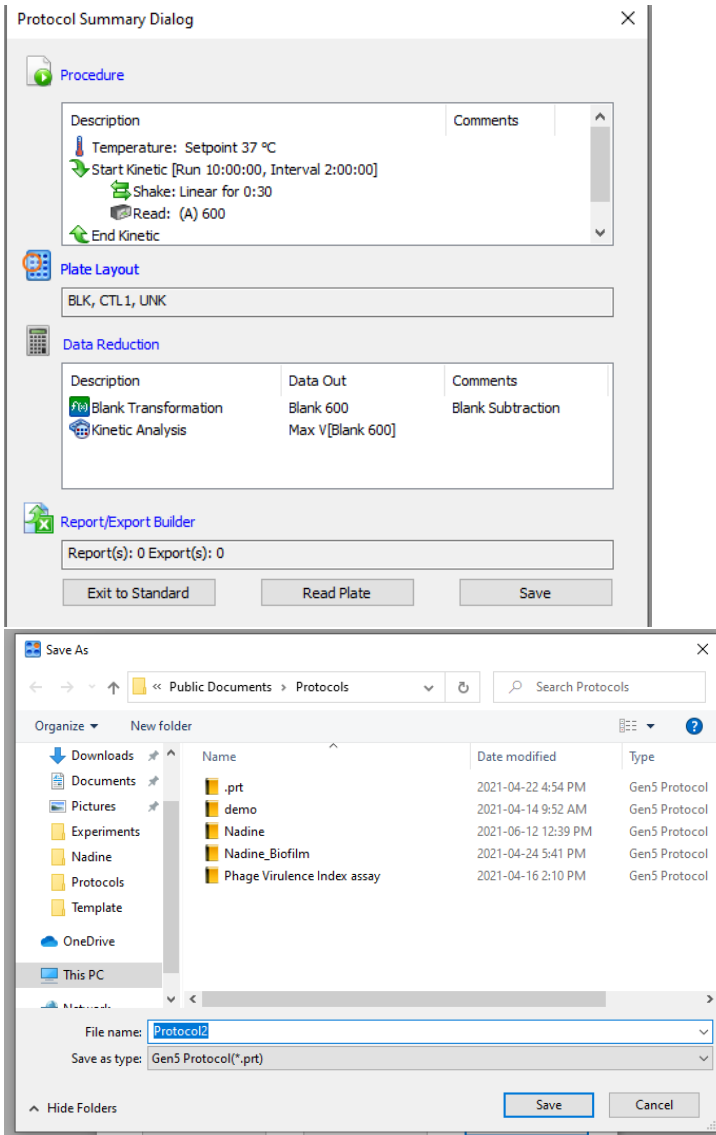 Protocol Summary Dialog
Procedure
Description Comments
Temperature: Setpoint 37 ºC
Start Kinetic [Run 10:00:00, Interval 2:00:00]
Shake: Linear for 0:30
Read: (A) 600
End Kinetic
Plate Layout
BLK, CTL1, UNK
Data Reduction
Description Data Out Comments
Blank Transformation Blank 600 Blank Subtraction
Kinetic Analysis Max V[Blank 600]
Report/Export Builder
Report(s): 0 Export(s): 0
Exit to Standard Read Plate Save
Save As
« Public Documents › Protocols Search Protocols
Organize New folder
Name Date modified Type
Downloads
Documents
Pictures
Experiments
Nadine
Protocols
Template
OneDrive
This PC
.prt 2021-04-22 4:54 PM Gen5 Protocol
demo 2021-04-14 9:52 AM Gen5 Protocol
Nadine 2021-06-12 12:39 PM Gen5 Protocol
Nadine_Biofilm 2021-04-24 5:41 PM Gen5 Protocol
Phage Virulence Index assay 2021-04-16 2:10 PM Gen5 Protocol
File name: Protocol2
Save as type: Gen5 Protocol(*.prt)
Hide Folders Save Cancel